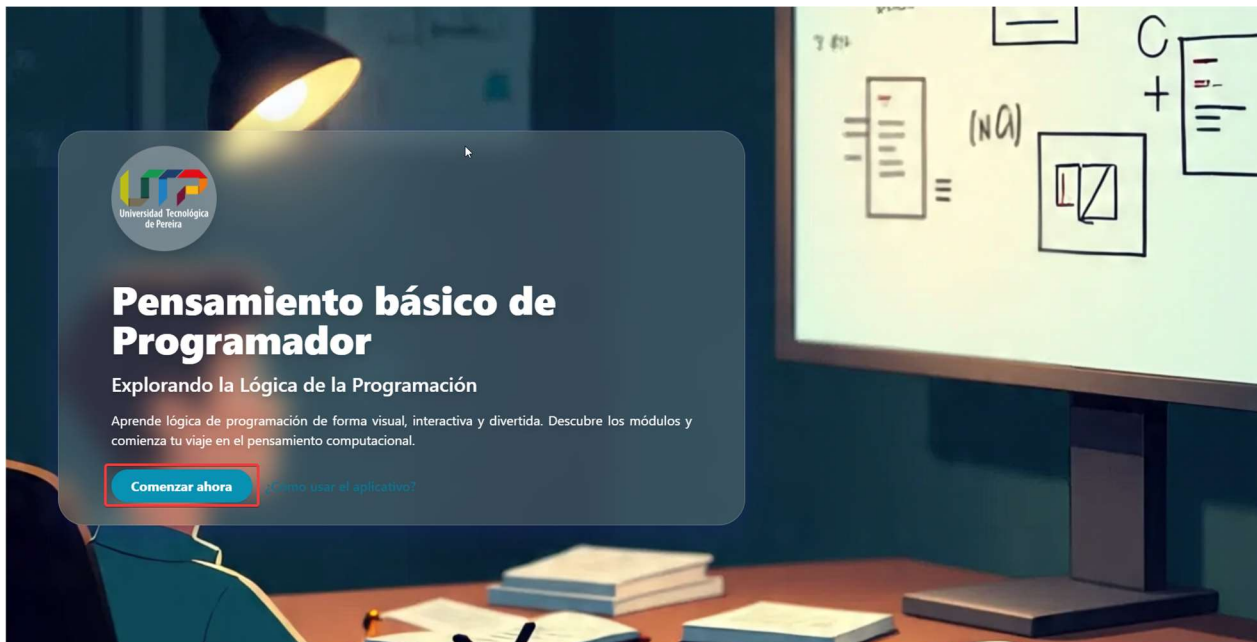 Universidad Tecnológica
de Pereira
Pensamiento básico de
Programador
Explorando la Lógica de la Programación
Aprende lógica de programación de forma visual, interactiva y divertida. Descubre los módulos y
comienza tu viaje en el pensamiento computacional.
Comenzar ahora
¿Cómo usar el aplicativo?